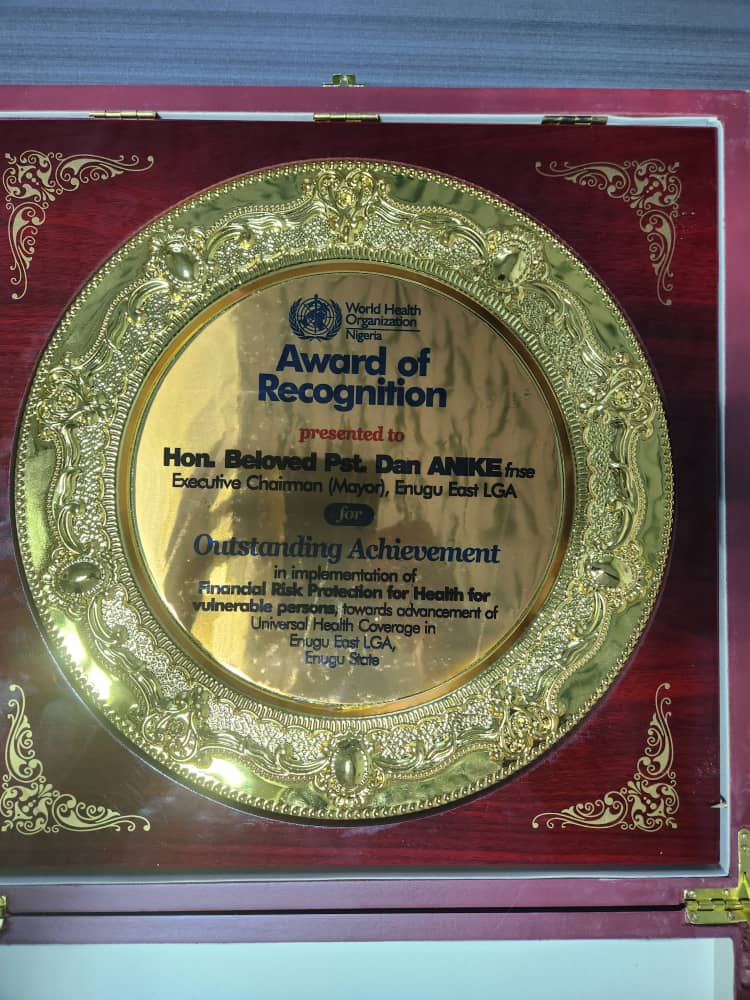 World Health
Organization
Nigeria
Award of
Recognition
presented to
Hon. Beloved Pst. Dan ANIKE fnse
Executive Chairman (Mayor), Enugu East LGA
for
Outstanding Achievement
in implementation of
Financial Risk Protection for Health for
vulnerable persons, towards advancement of
Universal Health Coverage in
Enugu East LGA,
Enugu State